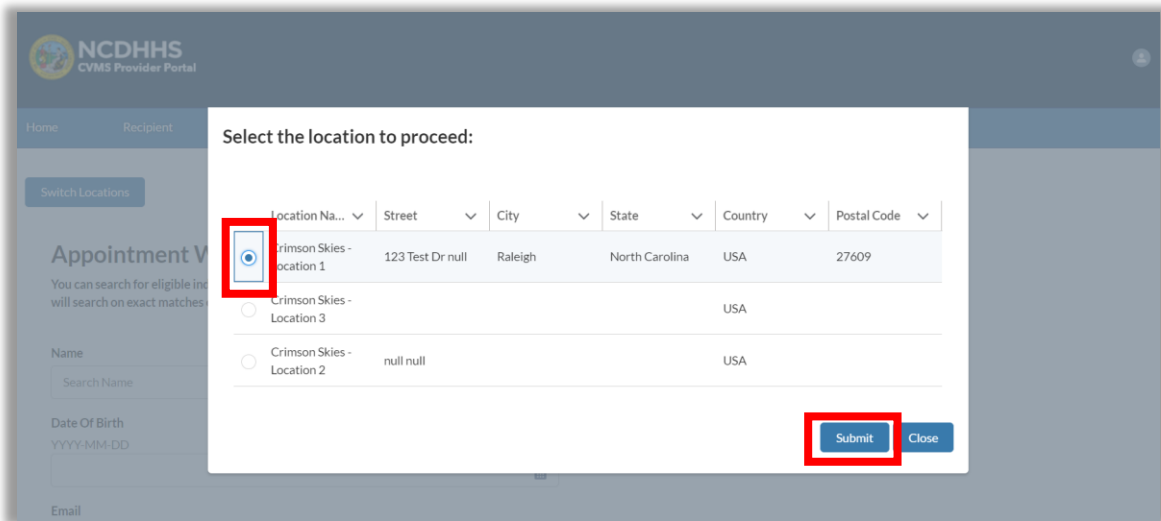 NCDHHS
CVMS Provider Portal
Home Recipient
Switch Locations
Select the location to proceed:
Location Na... Street City State Country Postal Code
Crimson Skies -
Location 1
123 Test Dr null Raleigh North Carolina USA 27609
Crimson Skies -
Location 3
USA
Crimson Skies -
Location 2
null null USA
Submit Close
Appointment W
You can search for eligible inc
will search on exact matches
Name
Search Name
Date Of Birth
YYYY-MM-DD
Email